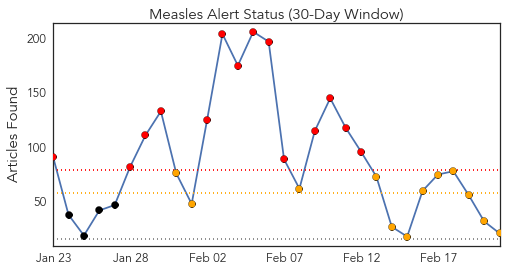 Measles Alert Status (30-Day Window)
Articles Found
200
150
100
50
Jan 23 Jan 28 Feb 02 Feb 07 Feb 12 Feb 17